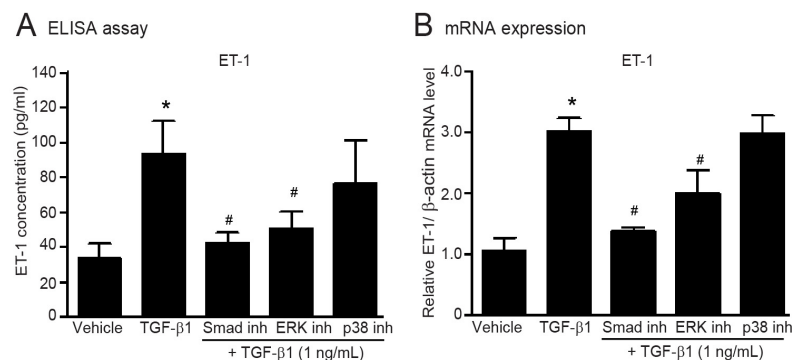 A ELISA assay
ET-1
ET-1 concentration (pg/ml)
140
120
100
80
60
40
20
0
*
#
#
Vehicle TGF-β1 Smad inh ERK inh p38 inh
+ TGF-β1 (1 ng/mL)
B mRNA expression
ET-1
Relative ET-1/ β-actin mRNA level
4.0
3.0
2.0
1.0
0
*
#
#
Vehicle TGF-β1 Smad inh ERK inh p38 inh
+ TGF-β1 (1 ng/mL)